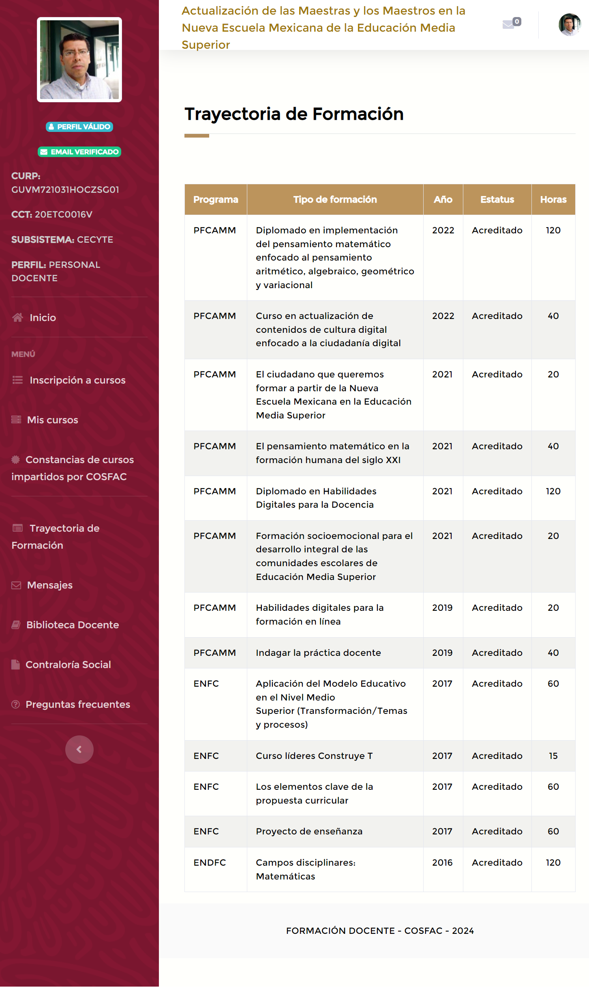 Actualización de las Maestras y los Maestros en la
Nueva Escuela Mexicana de la Educación Media
Superior
0
PERFIL VÁLIDO
EMAIL VERIFICADO
CURP:
GUVM721031HOCZSG01
CCT: 20ETC0016V
SUBSISTEMA: CECYTE
PERFIL: PERSONAL
DOCENTE
Inicio
MENÚ
Inscripción a cursos
Mis cursos
Constancias de cursos
impartidos por COSFAC
Trayectoria de
Formación
Mensajes
Biblioteca Docente
Contraloría Social
Preguntas frecuentes
Trayectoria de Formación
Programa Tipo de formación Año Estatus Horas
PFCAMM Diplomado en implementación 2022 Acreditado 120
del pensamiento matemático
enfocado al pensamiento
aritmético, algebraico, geométrico
y variacional
PFCAMM Curso en actualización de 2022 Acreditado 40
contenidos de cultura digital
enfocado a la ciudadanía digital
PFCAMM El ciudadano que queremos 2021 Acreditado 20
formar a partir de la Nueva
Escuela Mexicana en la Educación
Media Superior
PFCAMM El pensamiento matemático en la 2021 Acreditado 40
formación humana del siglo XXI
PFCAMM Diplomado en Habilidades 2021 Acreditado 120
Digitales para la Docencia
PFCAMM Formación socioemocional para el 2021 Acreditado 20
desarrollo integral de las
comunidades escolares de
Educación Media Superior
PFCAMM Habilidades digitales para la 2019 Acreditado 20
formación en línea
PFCAMM Indagar la práctica docente 2019 Acreditado 40
ENFC Aplicación del Modelo Educativo 2017 Acreditado 60
en el Nivel Medio
Superior (Transformación/Temas
y procesos)
ENFC Curso líderes Construye T 2017 Acreditado 15
ENFC Los elementos clave de la 2017 Acreditado 60
propuesta curricular
ENFC Proyecto de enseñanza 2017 Acreditado 60
ENDFC Campos disciplinares: 2016 Acreditado 120
Matemáticas
FORMACIÓN DOCENTE - COSFAC - 2024